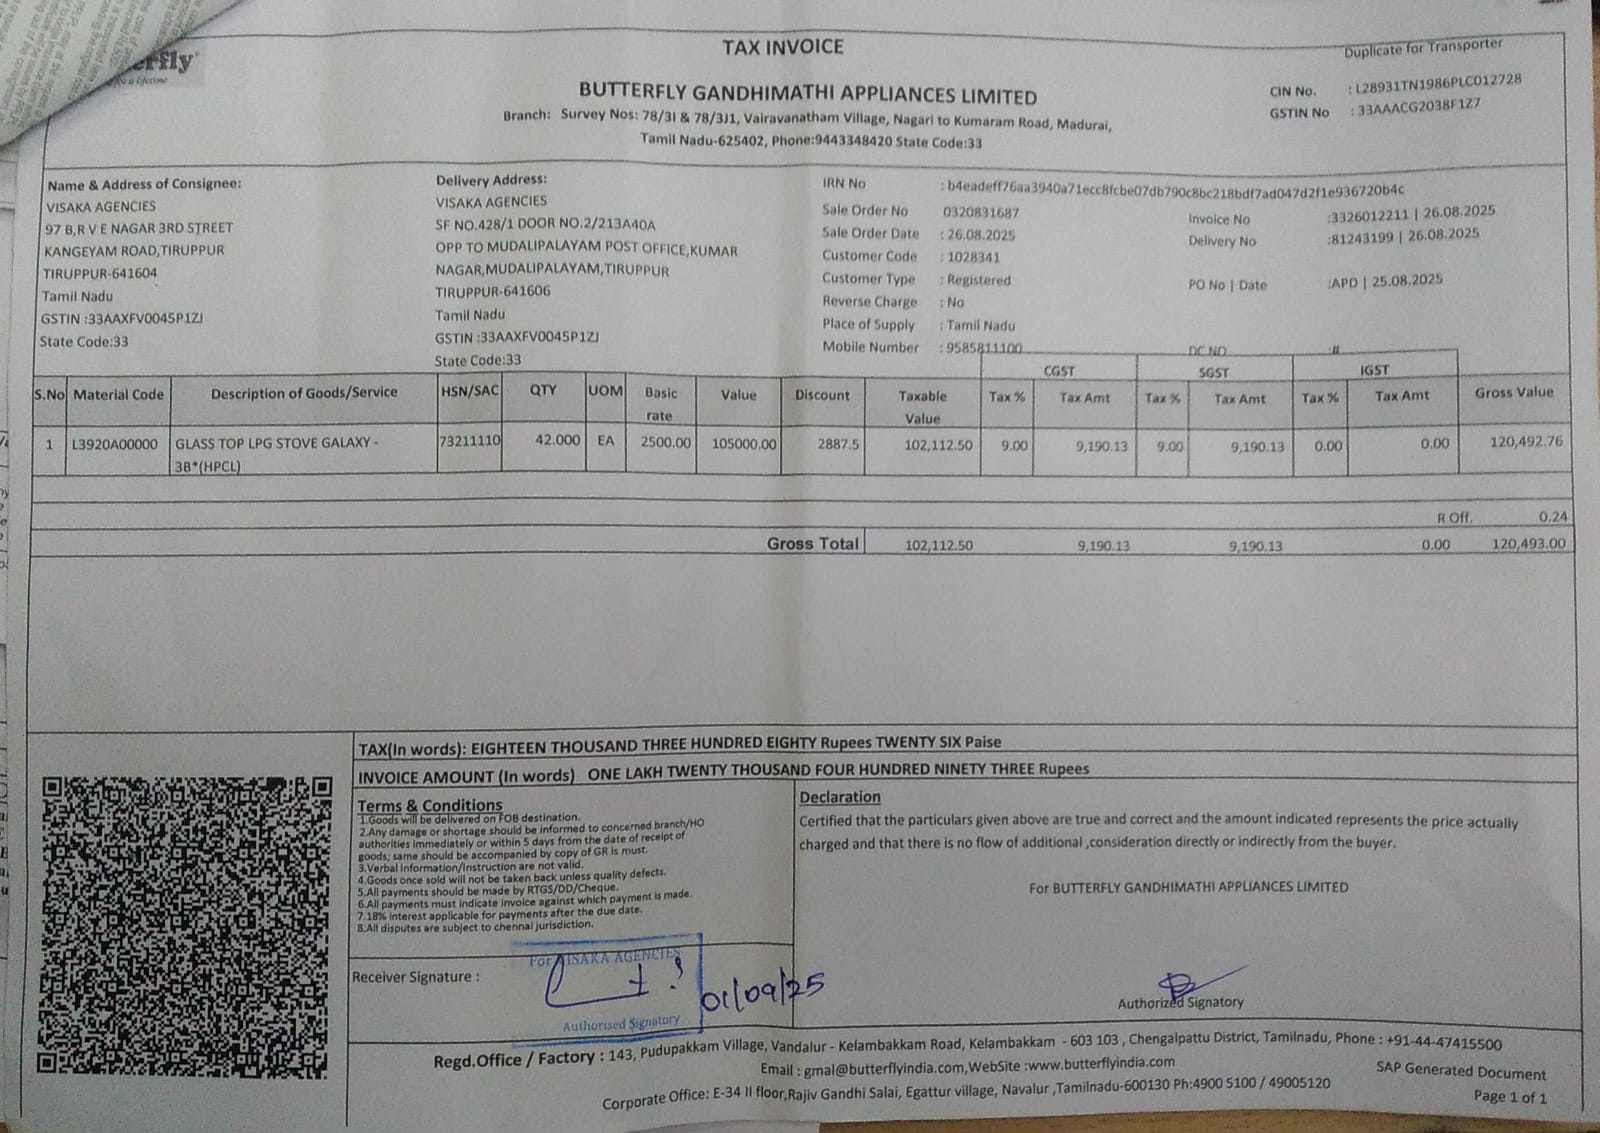 TAX INVOICE
Duplicate for Transporter
BUTTERFLY GANDHIMATHI APPLIANCES LIMITED
CIN No. : L28931TN1986PLC012728
GSTIN No : 33AAACG2038F1Z7
Branch: Survey Nos: 78/3I & 78/3J1, Vairavanatham Village, Nagari to Kumaram Road, Madurai,
Tamil Nadu-625402, Phone:9443348420 State Code:33
Name & Address of Consignee:
VISAKA AGENCIES
97 B,R V E NAGAR 3RD STREET
KANGEYAM ROAD,TIRUPPUR
TIRUPPUR-641604
Tamil Nadu
GSTIN :33AAXFV0045P1ZJ
State Code:33
Delivery Address:
VISAKA AGENCIES
SF NO.428/1 DOOR NO.2/213A40A
OPP TO MUDALIPALAYAM POST OFFICE,KUMAR
NAGAR,MUDALIPALAYAM,TIRUPPUR
TIRUPPUR-641606
Tamil Nadu
GSTIN :33AAXFV0045P1ZJ
State Code:33
IRN No : b4eadeff76aa3940a71ecc8fcbe07db790c8bc218bdf7ad047d2f1e936720b4c
Sale Order No 0320831687
Sale Order Date : 26.08.2025
Customer Code : 1028341
Customer Type : Registered
Reverse Charge : No
Place of Supply : Tamil Nadu
Mobile Number : 9585811100
Invoice No :3326012211 | 26.08.2025
Delivery No :81243199 | 26.08.2025
PO No | Date :APD | 25.08.2025
DC NO
CGST SGST IGST
S.No Material Code Description of Goods/Service HSN/SAC QTY UOM Basic rate Value Discount Taxable Value Tax % Tax Amt Tax % Tax Amt Tax % Tax Amt Gross Value
1 L3920A00000 GLASS TOP LPG STOVE GALAXY - 73211110 42.000 EA 2500.00 105000.00 2887.5 102,112.50 9.00 9,190.13 9.00 9,190.13 0.00 0.00 120,492.76
3B*(HPCL)
R Off. 0.24
Gross Total 102,112.50 9,190.13 9,190.13 0.00 120,493.00
TAX(In words): EIGHTEEN THOUSAND THREE HUNDRED EIGHTY Rupees TWENTY SIX Paise
INVOICE AMOUNT (In words) ONE LAKH TWENTY THOUSAND FOUR HUNDRED NINETY THREE Rupees
Terms & Conditions
1.Goods will be delivered on FOB destination.
2.Any damage or shortage should be informed to concerned branch/HO
authorities immediately or within 5 days from the date of receipt of
goods; same should be accompanied by copy of GR is must.
3.Verbal Information/Instruction are not valid.
4.Goods once sold will not be taken back unless quality defects.
5.All payments should be made by RTGS/DD/Cheque.
6.All payments must indicate invoice against which payment is made.
7.18% interest applicable for payments after the due date.
8.All disputes are subject to chennai jurisdiction.
Declaration
Certified that the particulars given above are true and correct and the amount indicated represents the price actually
charged and that there is no flow of additional ,consideration directly or indirectly from the buyer.
For BUTTERFLY GANDHIMATHI APPLIANCES LIMITED
Receiver Signature :
For VISAKA AGENCIES
01/09/25
Authorised Signatory
Authorized Signatory
Regd.Office / Factory : 143, Pudupakkam Village, Vandalur - Kelambakkam Road, Kelambakkam - 603 103 , Chengalpattu District, Tamilnadu, Phone : +91-44-47415500
Email : gmal@butterflyindia.com,WebSite :www.butterflyindia.com
Corporate Office: E-34 II floor,Rajiv Gandhi Salai, Egattur village, Navalur ,Tamilnadu-600130 Ph:4900 5100 / 49005120
SAP Generated Document
Page 1 of 1